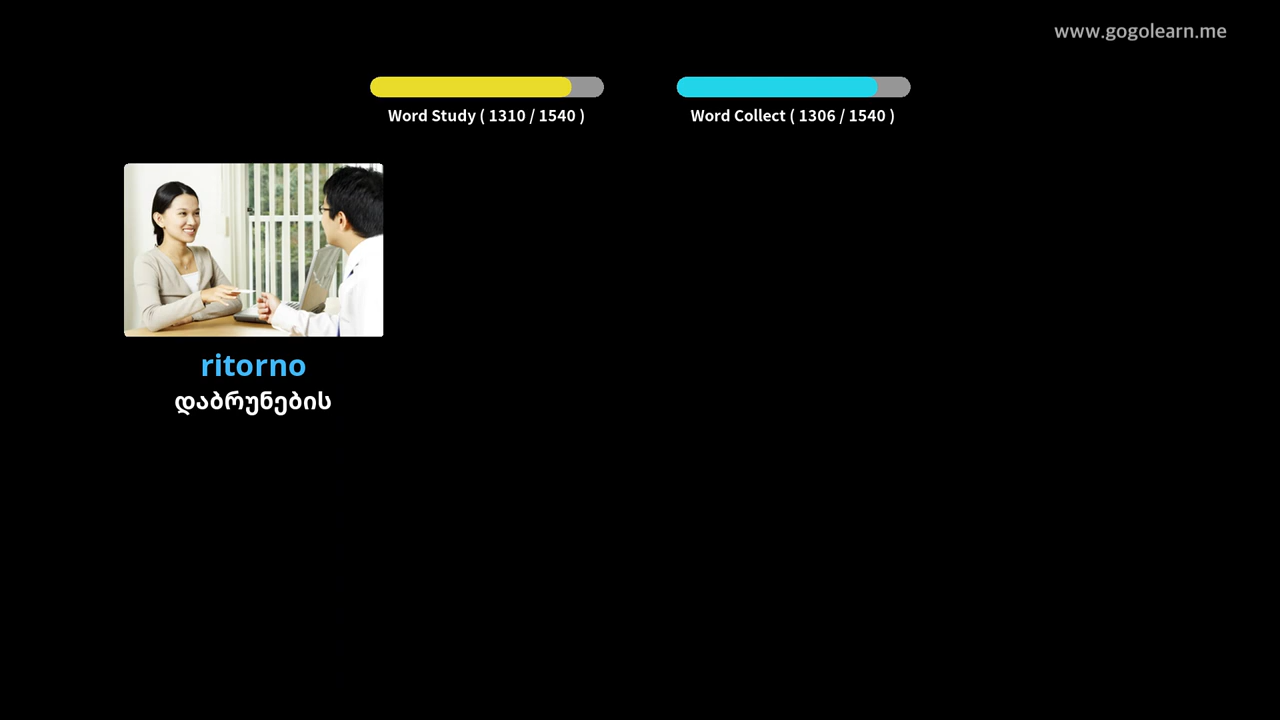 www.gogolearn.me
Word Study ( 1310 / 1540 )
Word Collect ( 1306 / 1540 )
ritorno
დაბრუნების